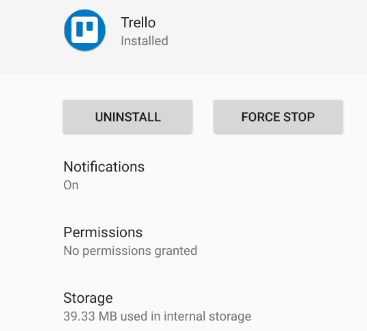 Trello
Installed
UNINSTALL
FORCE STOP
Notifications
On
Permissions
No permissions granted
Storage
39.33 MB used in internal storage